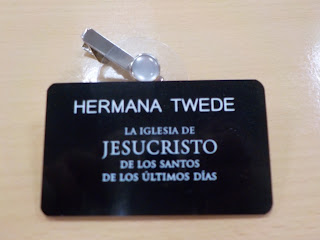 HERMANA TWEDE
LA IGLESIA DE
JESUCRISTO
DE LOS SANTOS
DE LOS ÚLTIMOS DÍAS